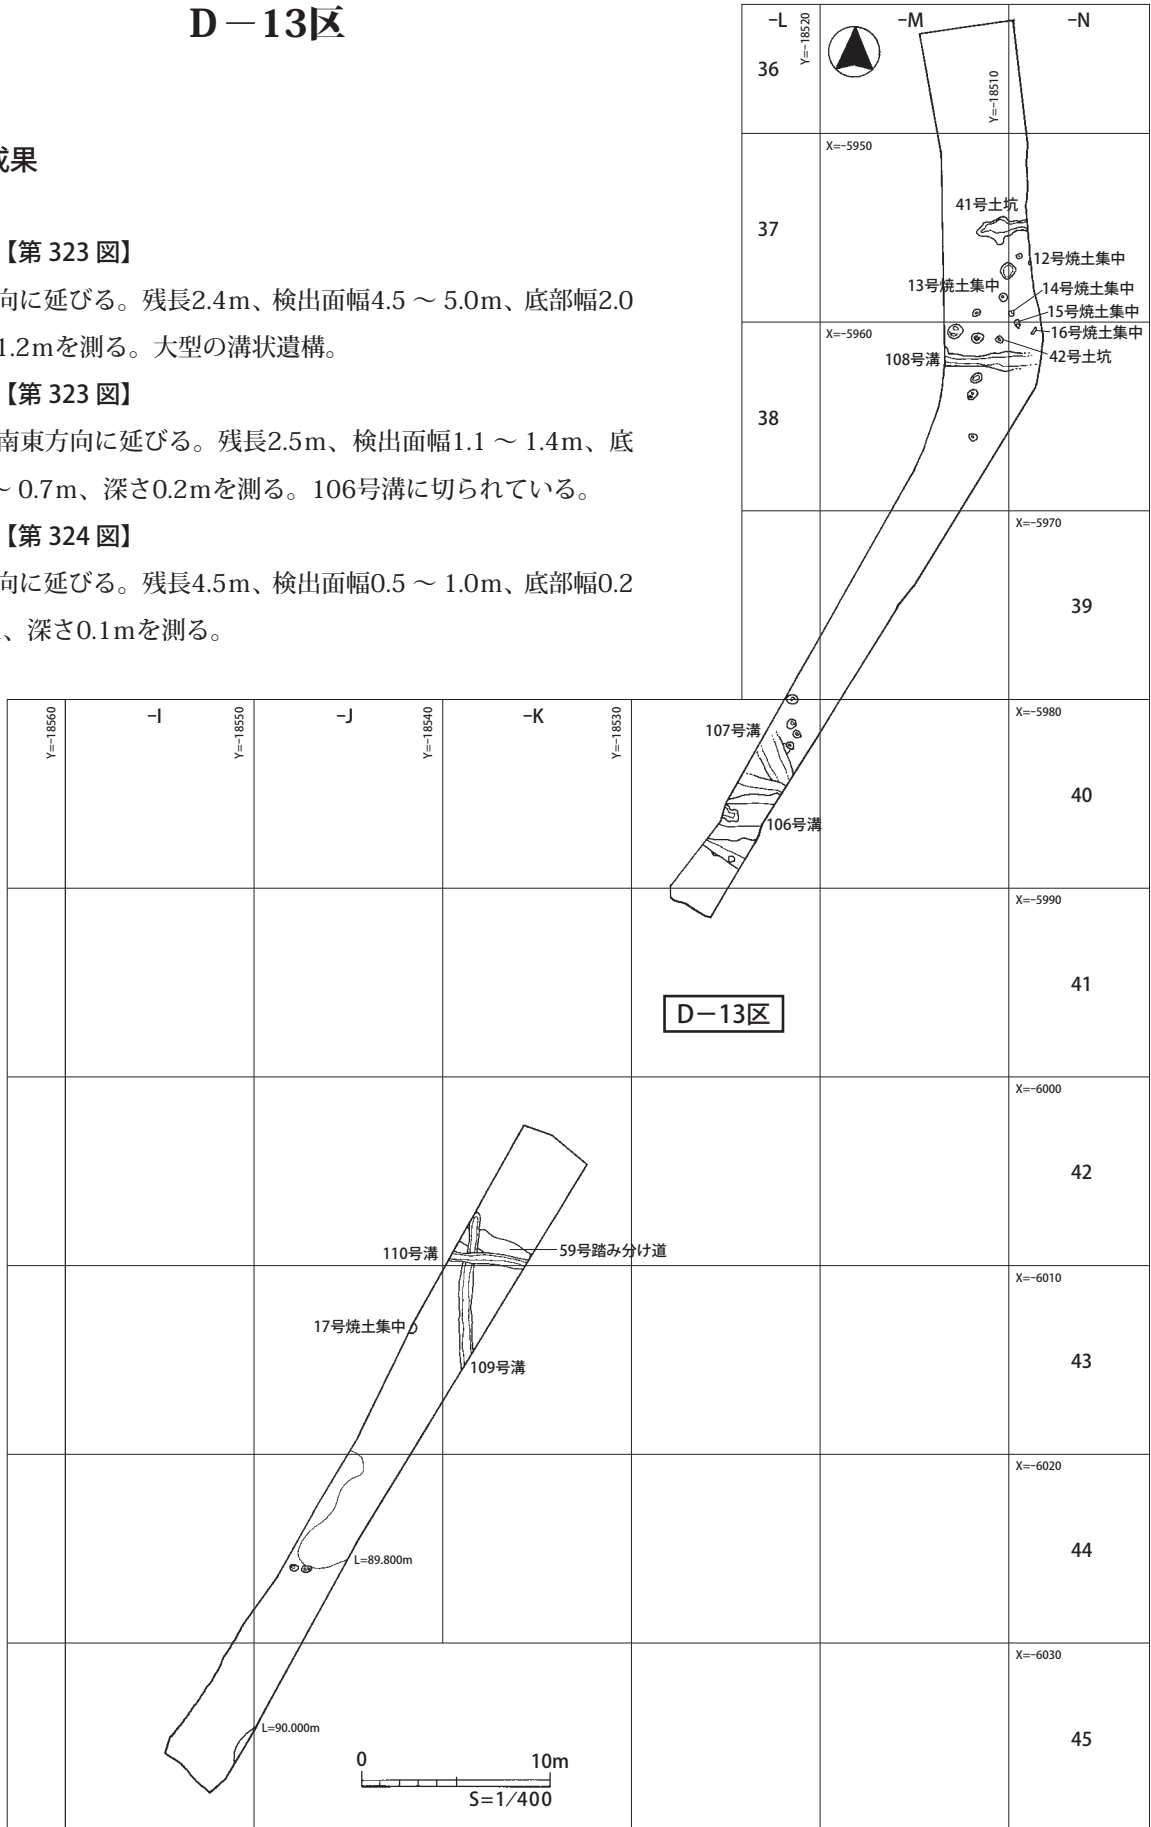 D－13区
成果
【第 323 図】
向に延びる。残長2.4m、検出面幅4.5 ～ 5.0m、底部幅2.0
1.2mを測る。大型の溝状遺構。
【第 323 図】
南東方向に延びる。残長2.5m、検出面幅1.1 ～ 1.4m、底
～ 0.7m、深さ0.2mを測る。106号溝に切られている。
【第 324 図】
向に延びる。残長4.5m、検出面幅0.5 ～ 1.0m、底部幅0.2
、深さ0.1mを測る。
-L
Y=-18520
-M
-N
36
Y=-18510
X=-5950
41号土坑
37
12号焼土集中
13号焼土集中
14号焼土集中
15号焼土集中
16号焼土集中
X=-5960
42号土坑
108号溝
38
X=-5970
39
Y=-18560
-I
Y=-18550
-J
Y=-18540
-K
Y=-18530
X=-5980
107号溝
40
106号溝
X=-5990
41
D－13区
X=-6000
42
110号溝
59号踏み分け道
X=-6010
17号焼土集中
43
109号溝
X=-6020
44
L=89.800m
X=-6030
L=90.000m
45
0
10m
S=1/400